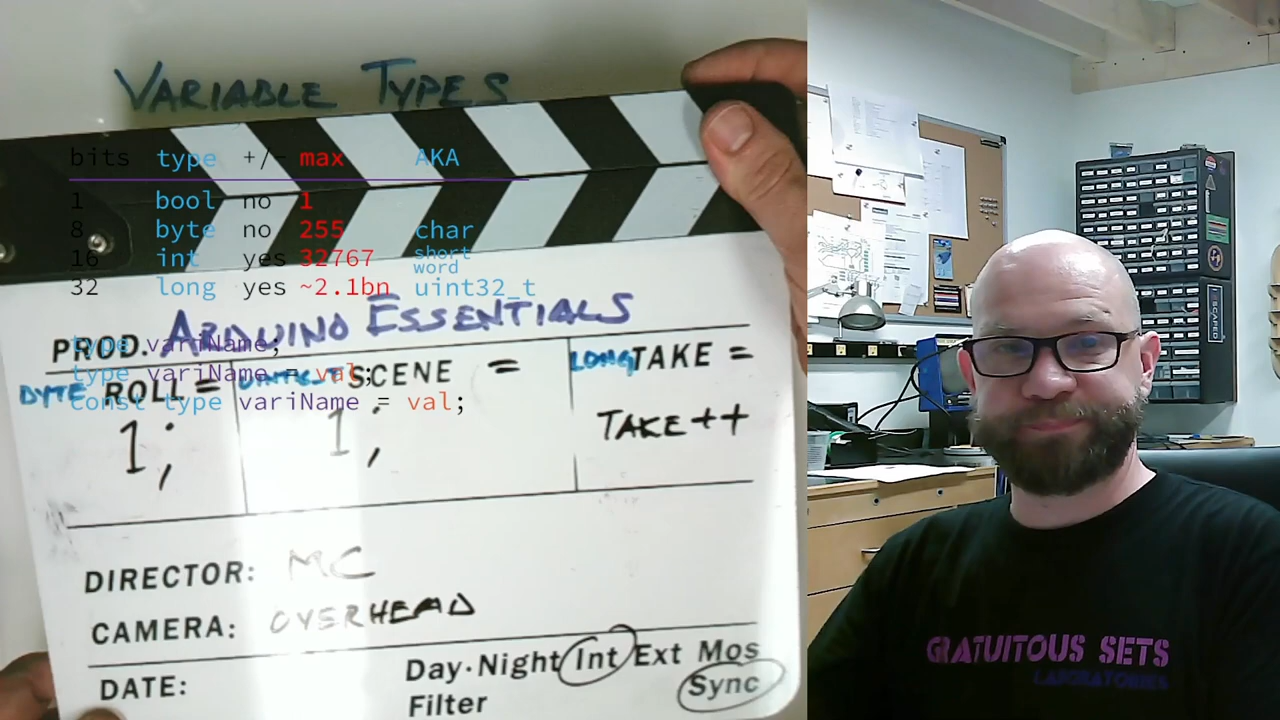 VARIABLE TYPES
bits type +/- max AKA
1 bool no 1
8 byte no 255 char
16 int yes 32767 short word
32 long yes ~2.1bn uint32_t
PROD. ARDUINO ESSENTIALS
type variName;
type variName = val;
const type variName = val;
BYTE ROLL = SCENE = LONG TAKE =
1; 1; TAKE++
DIRECTOR: MC
CAMERA: OVERHEAD
DATE: Day·Night Int Ext Mos
Filter Sync
GRATUITOUS SETS
LABORATORIES